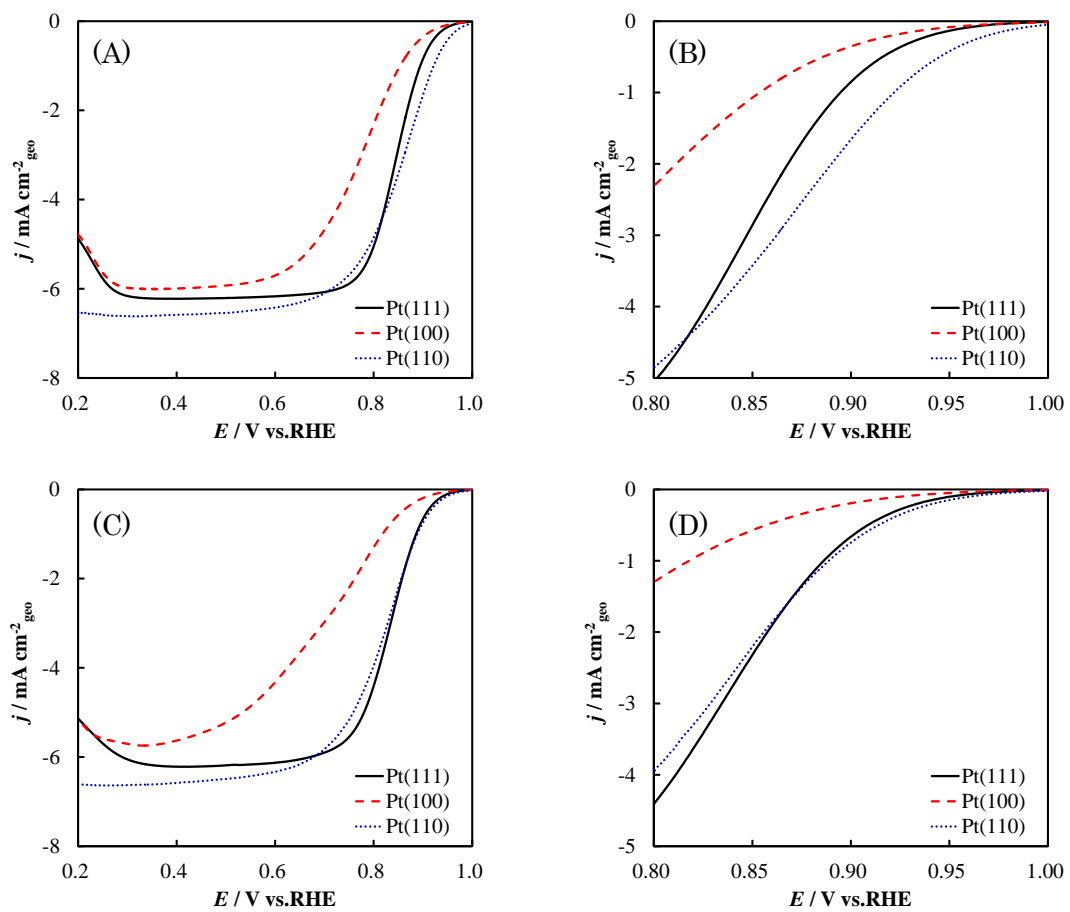 (A)
0
-2
-4
-6
-8
j / mA cm-2geo
Pt(111)
Pt(100)
Pt(110)
0.2 0.4 0.6 0.8 1.0
E / V vs.RHE
(B)
0
-1
-2
-3
-4
-5
j / mA cm-2geo
Pt(111)
Pt(100)
Pt(110)
0.80 0.85 0.90 0.95 1.00
E / V vs.RHE
(C)
0
-2
-4
-6
-8
j / mA cm-2geo
Pt(111)
Pt(100)
Pt(110)
0.2 0.4 0.6 0.8 1.0
E / V vs.RHE
(D)
0
-1
-2
-3
-4
-5
j / mA cm-2geo
Pt(111)
Pt(100)
Pt(110)
0.80 0.85 0.90 0.95 1.00
E / V vs.RHE